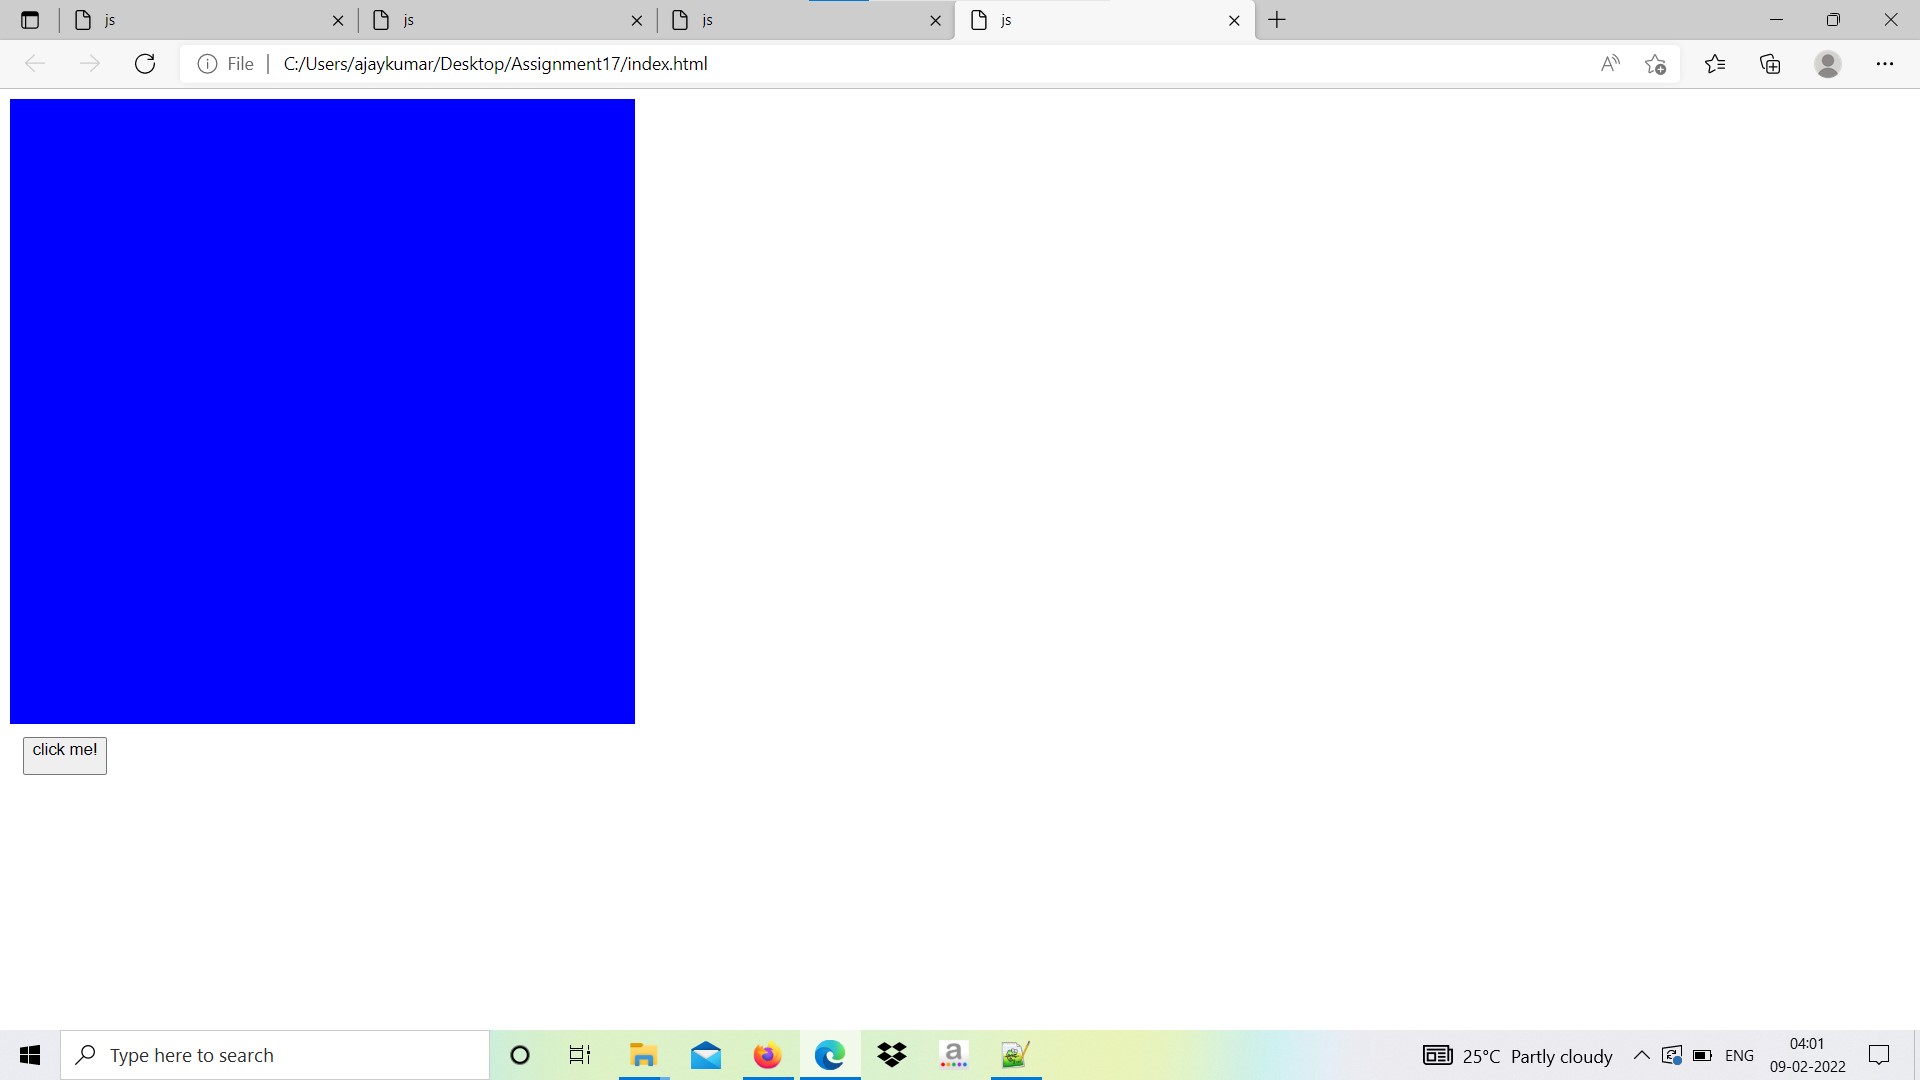 js
js
js
js
File
C:/Users/ajaykumar/Desktop/Assignment17/index.html
click me!
Type here to search
a
25°C Partly cloudy
ENG
04:01
09-02-2022